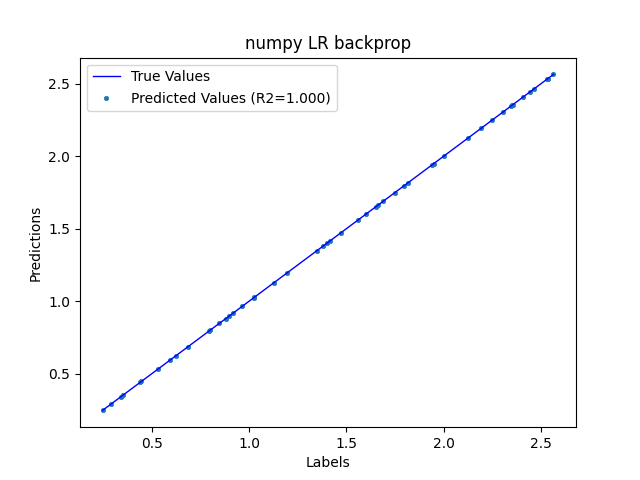 numpy LR backprop
True Values
Predicted Values (R2=1.000)
2.5
2.0
1.5
1.0
0.5
Predictions
0.5 1.0 1.5 2.0 2.5
Labels